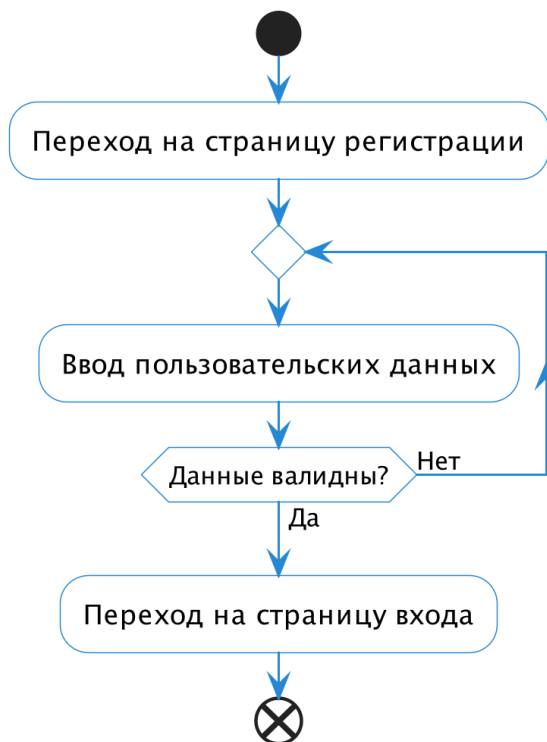 Переход на страницу регистрации
Ввод пользовательских данных
Данные валидны?
Нет
Да
Переход на страницу входа